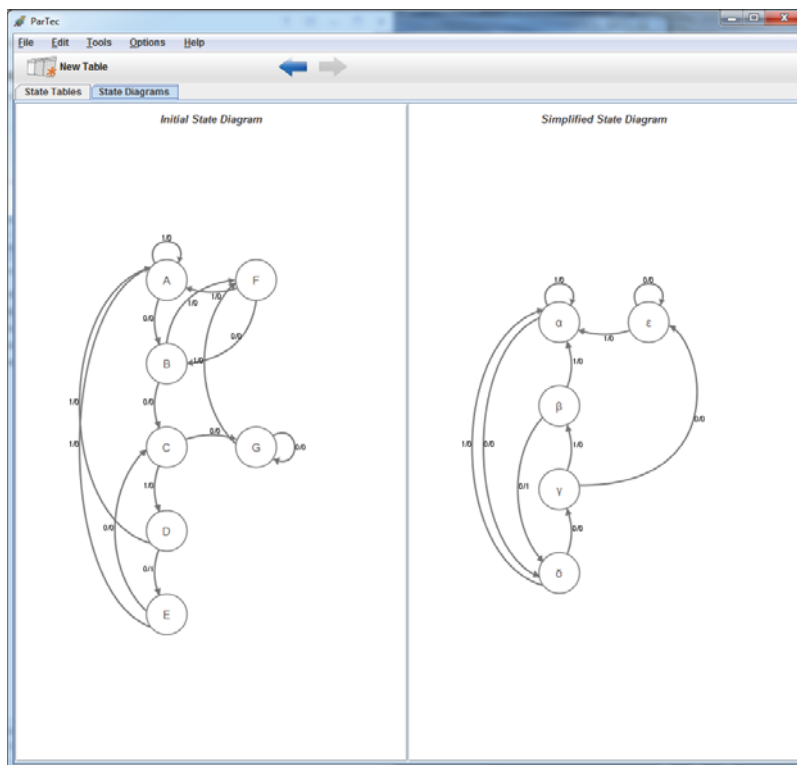 ParTec
File Edit Tools Options Help
New Table
State Tables State Diagrams
Initial State Diagram
1/0
A
F
1/0
1/0
0/0
0/0
B
1/0
1/0
0/0
0/0
C
G
0/0
1/0
1/0
D
0/0
0/1
E
Simplified State Diagram
1/0
0/0
α
ε
1/0
1/0
β
0/0
1/0
0/0
1/0
0/1
γ
0/0
δ